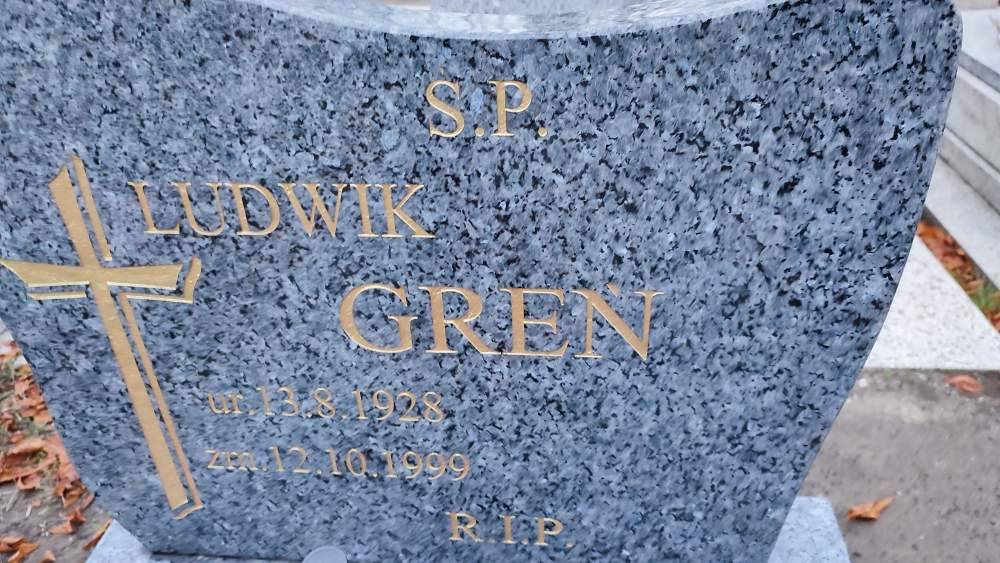 Ś.P.
LUDWIK
GREŃ
ur.13.8.1928
zm.12.10.1999
R.I.P.